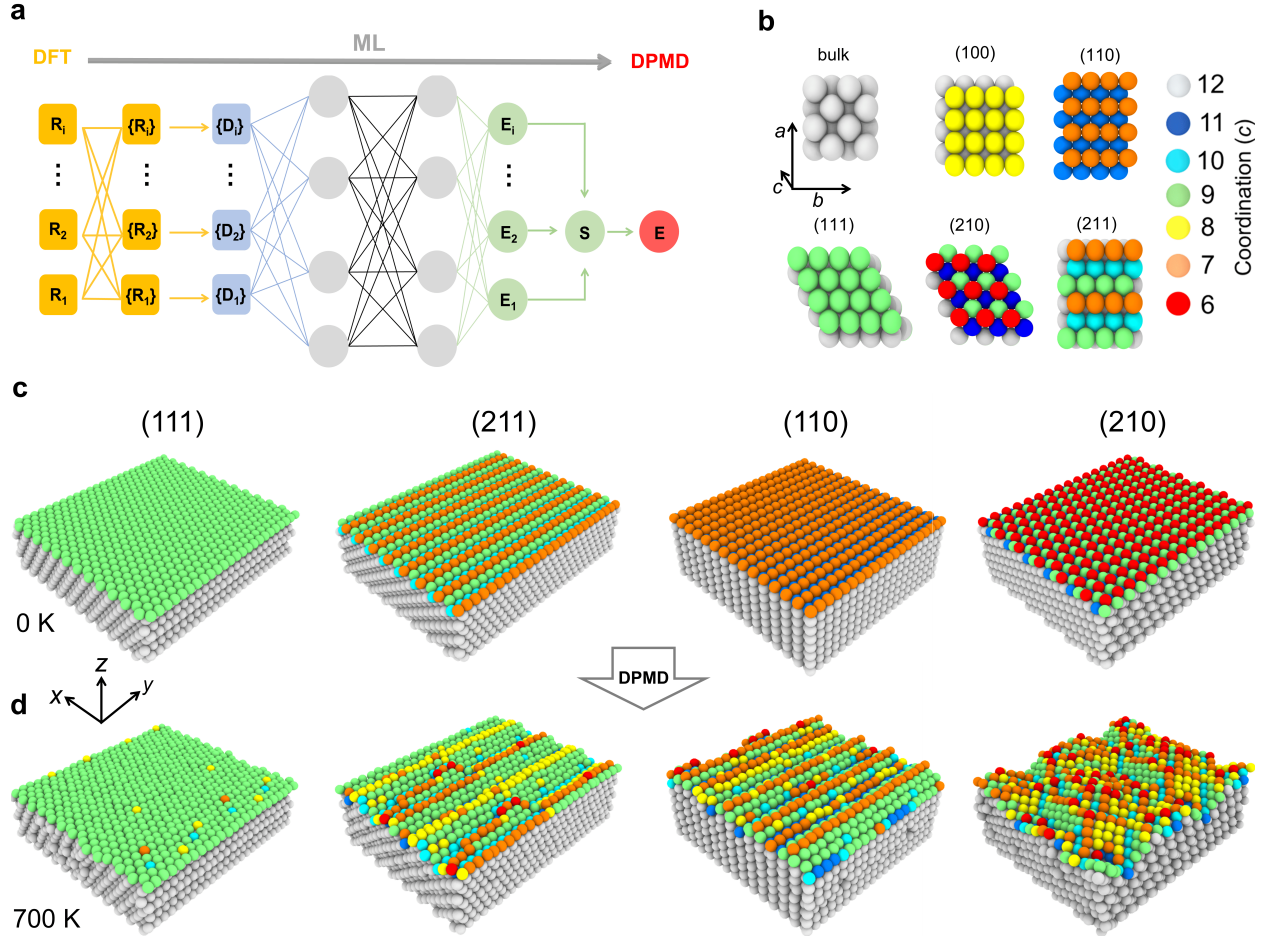 a
ML
DFT
DPMD
R_i {R_i} {D_i} E_i
⋮ ⋮ ⋮ ⋮
R_2 {R_2} {D_2} E_2 S E
R_1 {R_1} {D_1} E_1
b
bulk (100) (110)
a
c
b
(111) (210) (211)
12
11
10
9
8
7
6
Coordination (c)
c
(111) (211) (110) (210)
0 K
DPMD
z
x y
d
700 K